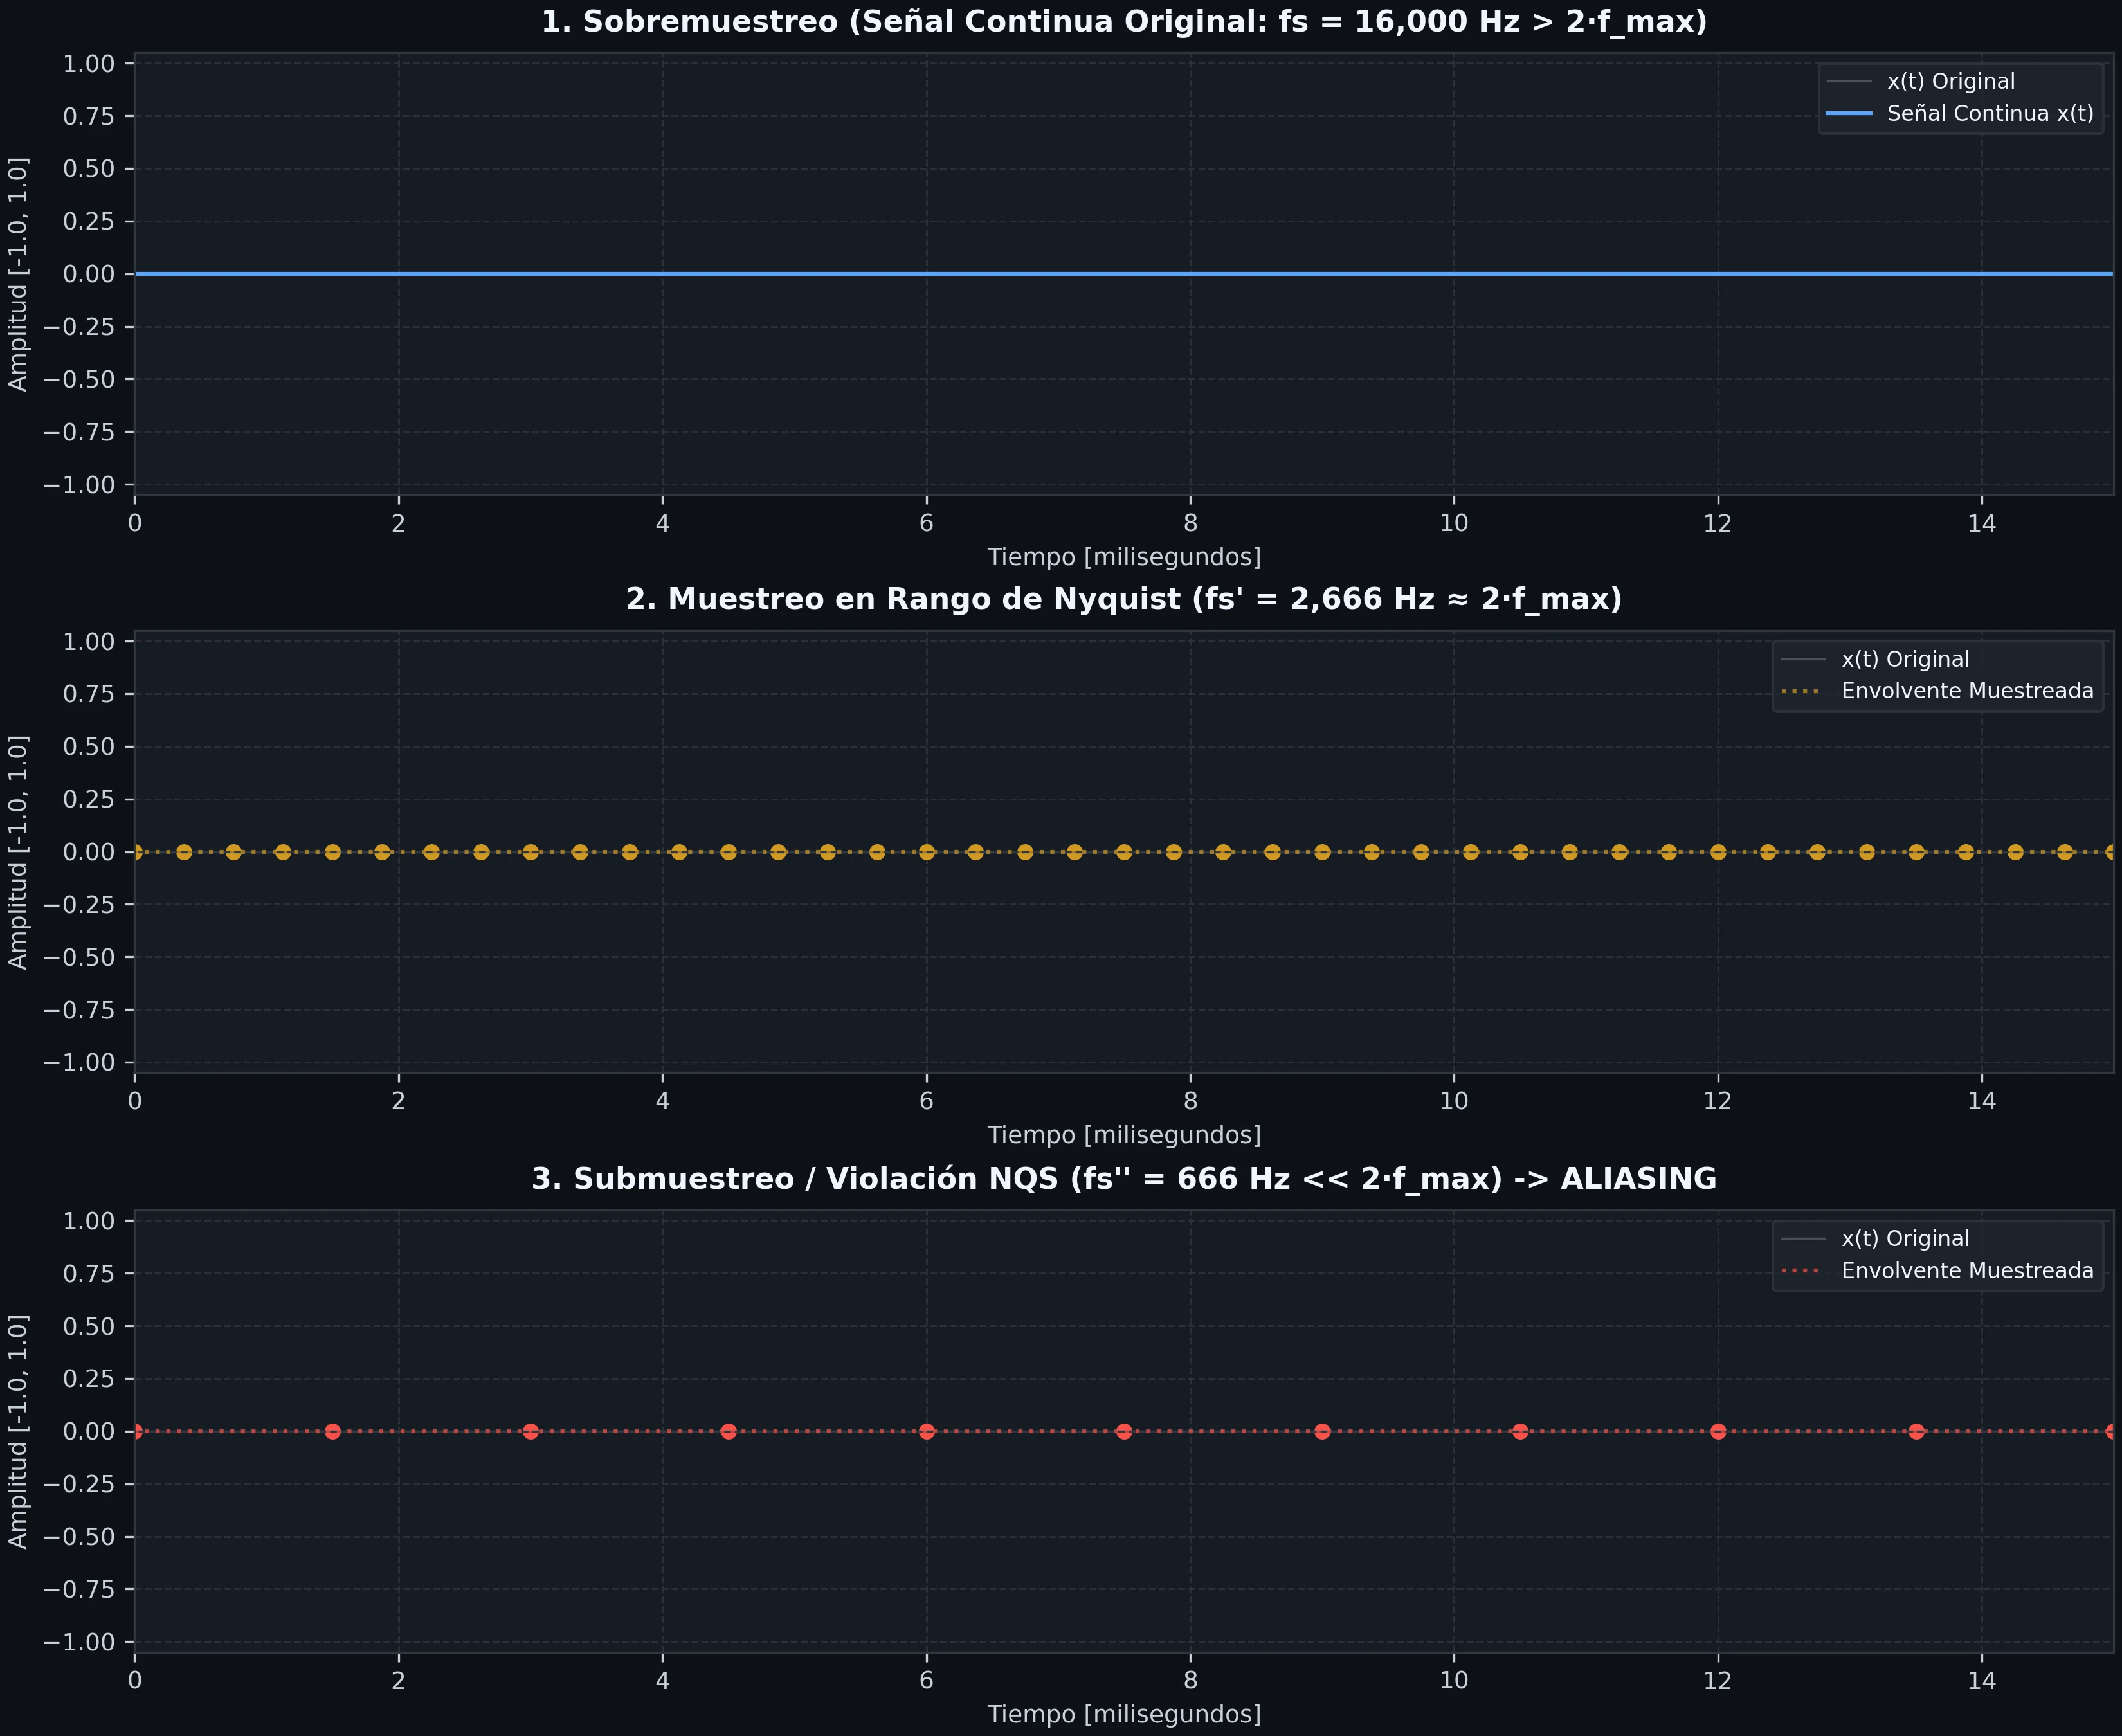 1. Sobremuestreo (Señal Continua Original: fs = 16,000 Hz > 2·f_max)
Amplitud [-1.0, 1.0]
1.00
0.75
0.50
0.25
0.00
−0.25
−0.50
−0.75
−1.00
x(t) Original
Señal Continua x(t)
0 2 4 6 8 10 12 14
Tiempo [milisegundos]
2. Muestreo en Rango de Nyquist (fs' = 2,666 Hz ≈ 2·f_max)
Amplitud [-1.0, 1.0]
1.00
0.75
0.50
0.25
0.00
−0.25
−0.50
−0.75
−1.00
x(t) Original
Envolvente Muestreada
0 2 4 6 8 10 12 14
Tiempo [milisegundos]
3. Submuestreo / Violación NQS (fs'' = 666 Hz << 2·f_max) -> ALIASING
Amplitud [-1.0, 1.0]
1.00
0.75
0.50
0.25
0.00
−0.25
−0.50
−0.75
−1.00
x(t) Original
Envolvente Muestreada
0 2 4 6 8 10 12 14
Tiempo [milisegundos]